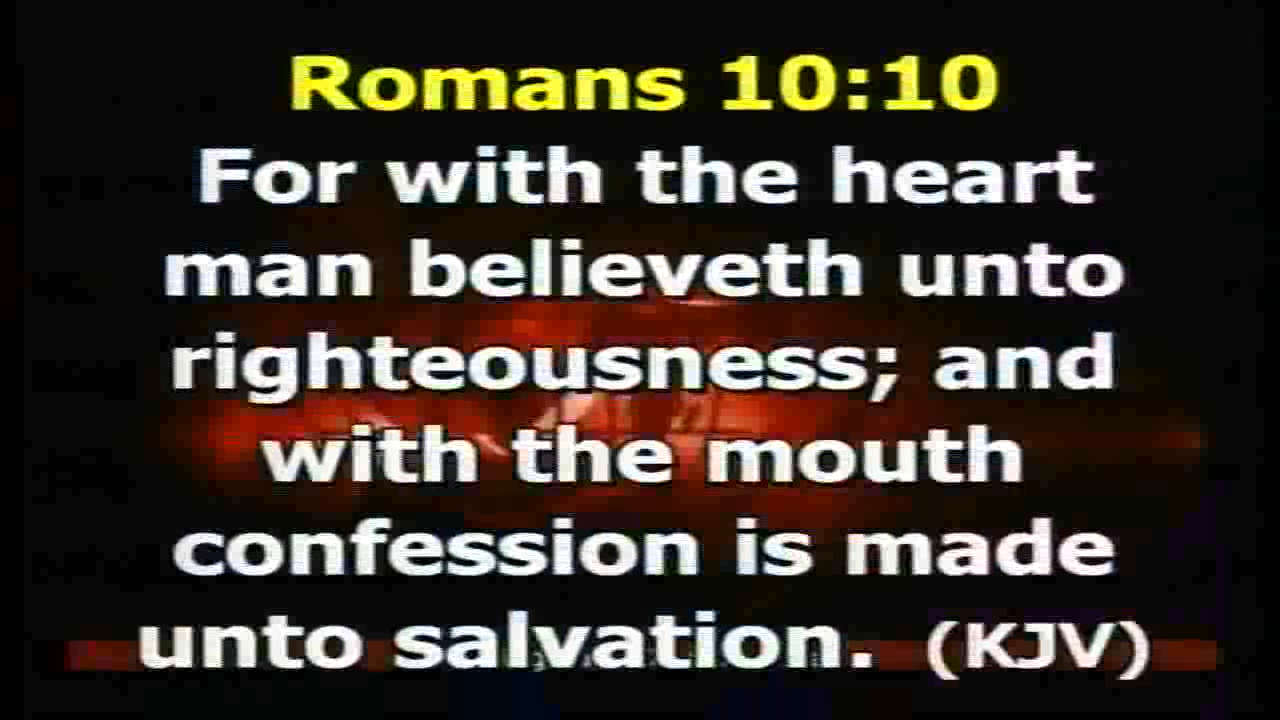 Romans 10:10
For with the heart
man believeth unto
righteousness; and
with the mouth
confession is made
unto salvation. (KJV)